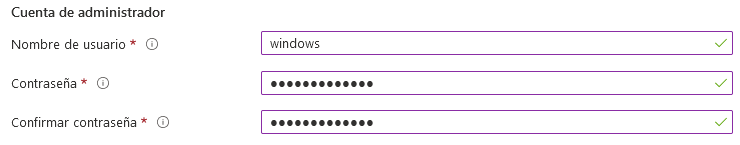 Cuenta de administrador
Nombre de usuario *
windows
Contraseña *
●●●●●●●●●●●●●
Confirmar contraseña *
●●●●●●●●●●●●●